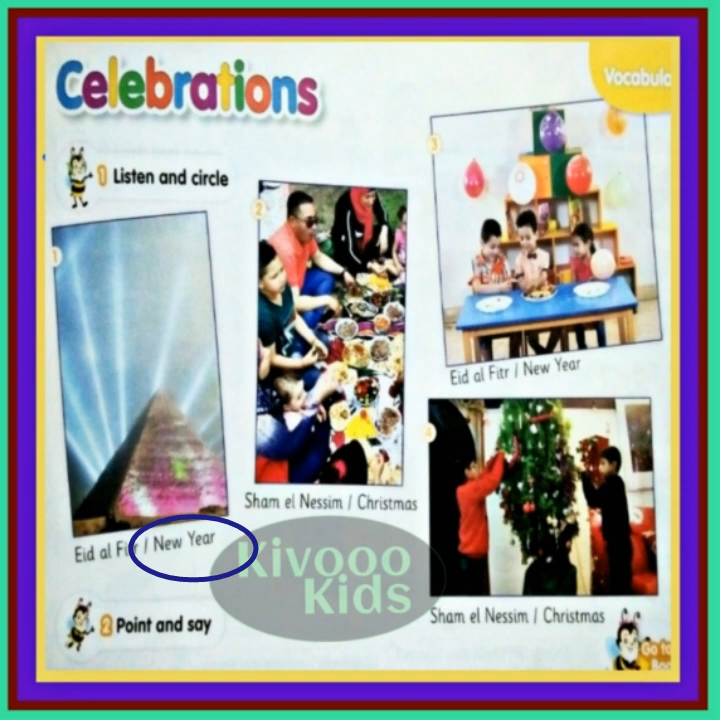 Celebrations
Vocabula
1 Listen and circle
1
2
3
Eid al Fitr / New Year
Sham el Nessim / Christmas
Eid al Fitr / New Year
4
Sham el Nessim / Christmas
Kivooo
Kids
2 Point and say
Go to